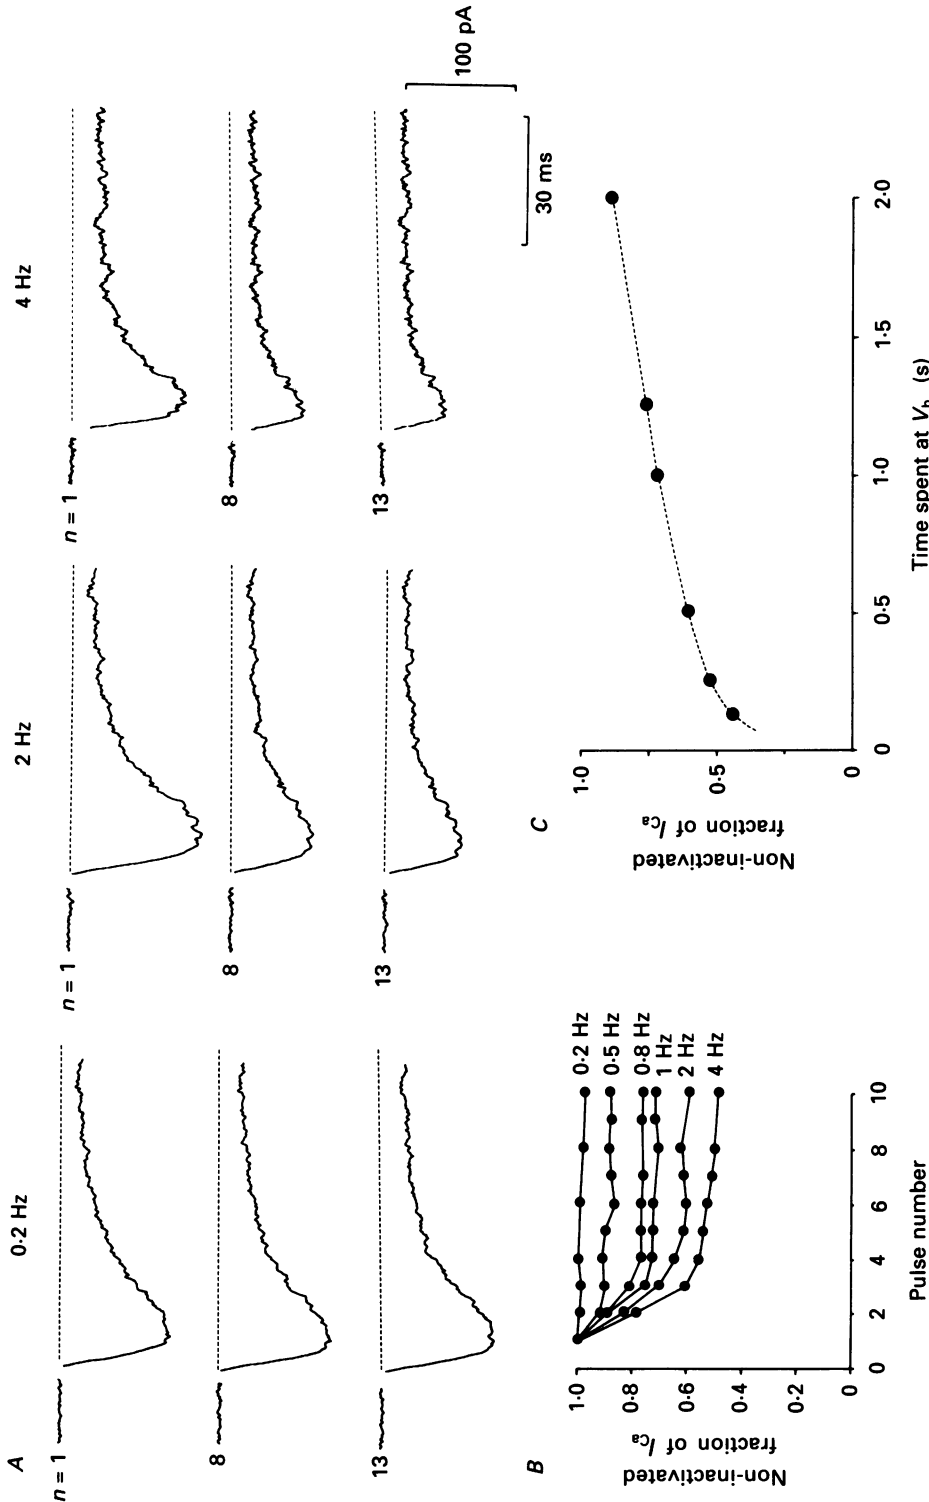 A
0·2 Hz
2 Hz
4 Hz
n = 1
n = 1
n = 1
8
8
8
13
13
13
100 pA
30 ms
B
Non-inactivated
fraction of I_Ca
1·0
0·8
0·6
0·4
0·2
0
0
2
4
6
8
10
Pulse number
0·2 Hz
0·5 Hz
0·8 Hz
1 Hz
2 Hz
4 Hz
C
Non-inactivated
fraction of I_Ca
1·0
0·5
0
0
0·5
1·0
1·5
2·0
Time spent at V_h (s)